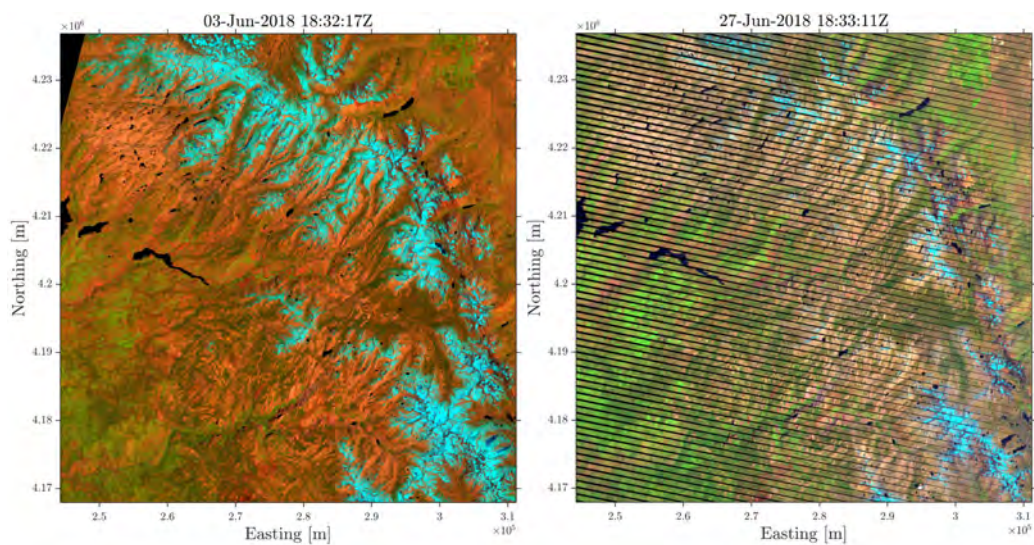 03-Jun-2018 18:32:17Z
×10⁶
4.23
4.22
4.21
4.2
4.19
4.18
4.17
Northing [m]
2.5 2.6 2.7 2.8 2.9 3 3.1
×10⁵
Easting [m]
27-Jun-2018 18:33:11Z
×10⁶
4.23
4.22
4.21
4.2
4.19
4.18
4.17
Northing [m]
2.5 2.6 2.7 2.8 2.9 3 3.1
×10⁵
Easting [m]